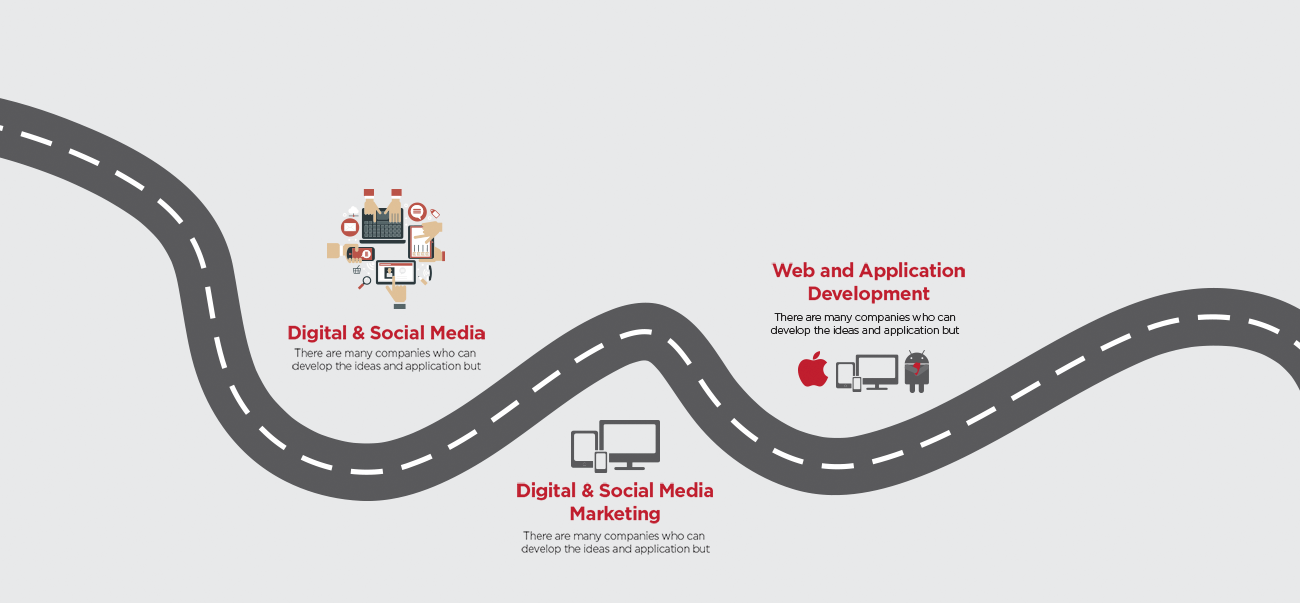 Digital & Social Media
There are many companies who can
develop the ideas and application but
Digital & Social Media
Marketing
There are many companies who can
develop the ideas and application but
Web and Application
Development
There are many companies who can
develop the ideas and application but